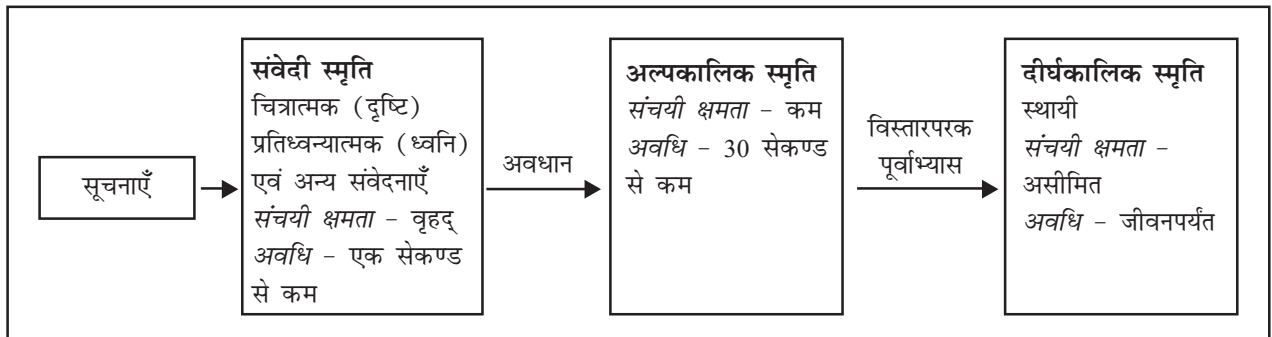 सूचनाएँ
संवेदी स्मृति
चित्रात्मक (दृष्टि)
प्रतिध्वन्यात्मक (ध्वनि)
एवं अन्य संवेदनाएँ
संचयी क्षमता - वृहद्
अवधि - एक सेकण्ड
से कम
अवधान
अल्पकालिक स्मृति
संचयी क्षमता - कम
अवधि - 30 सेकण्ड
से कम
विस्तारपरक
पूर्वाभ्यास
दीर्घकालिक स्मृति
स्थायी
संचयी क्षमता -
असीमित
अवधि - जीवनपर्यंत